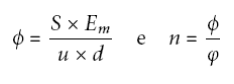 ϕ = S × E_m / u × d e n = ϕ / φ